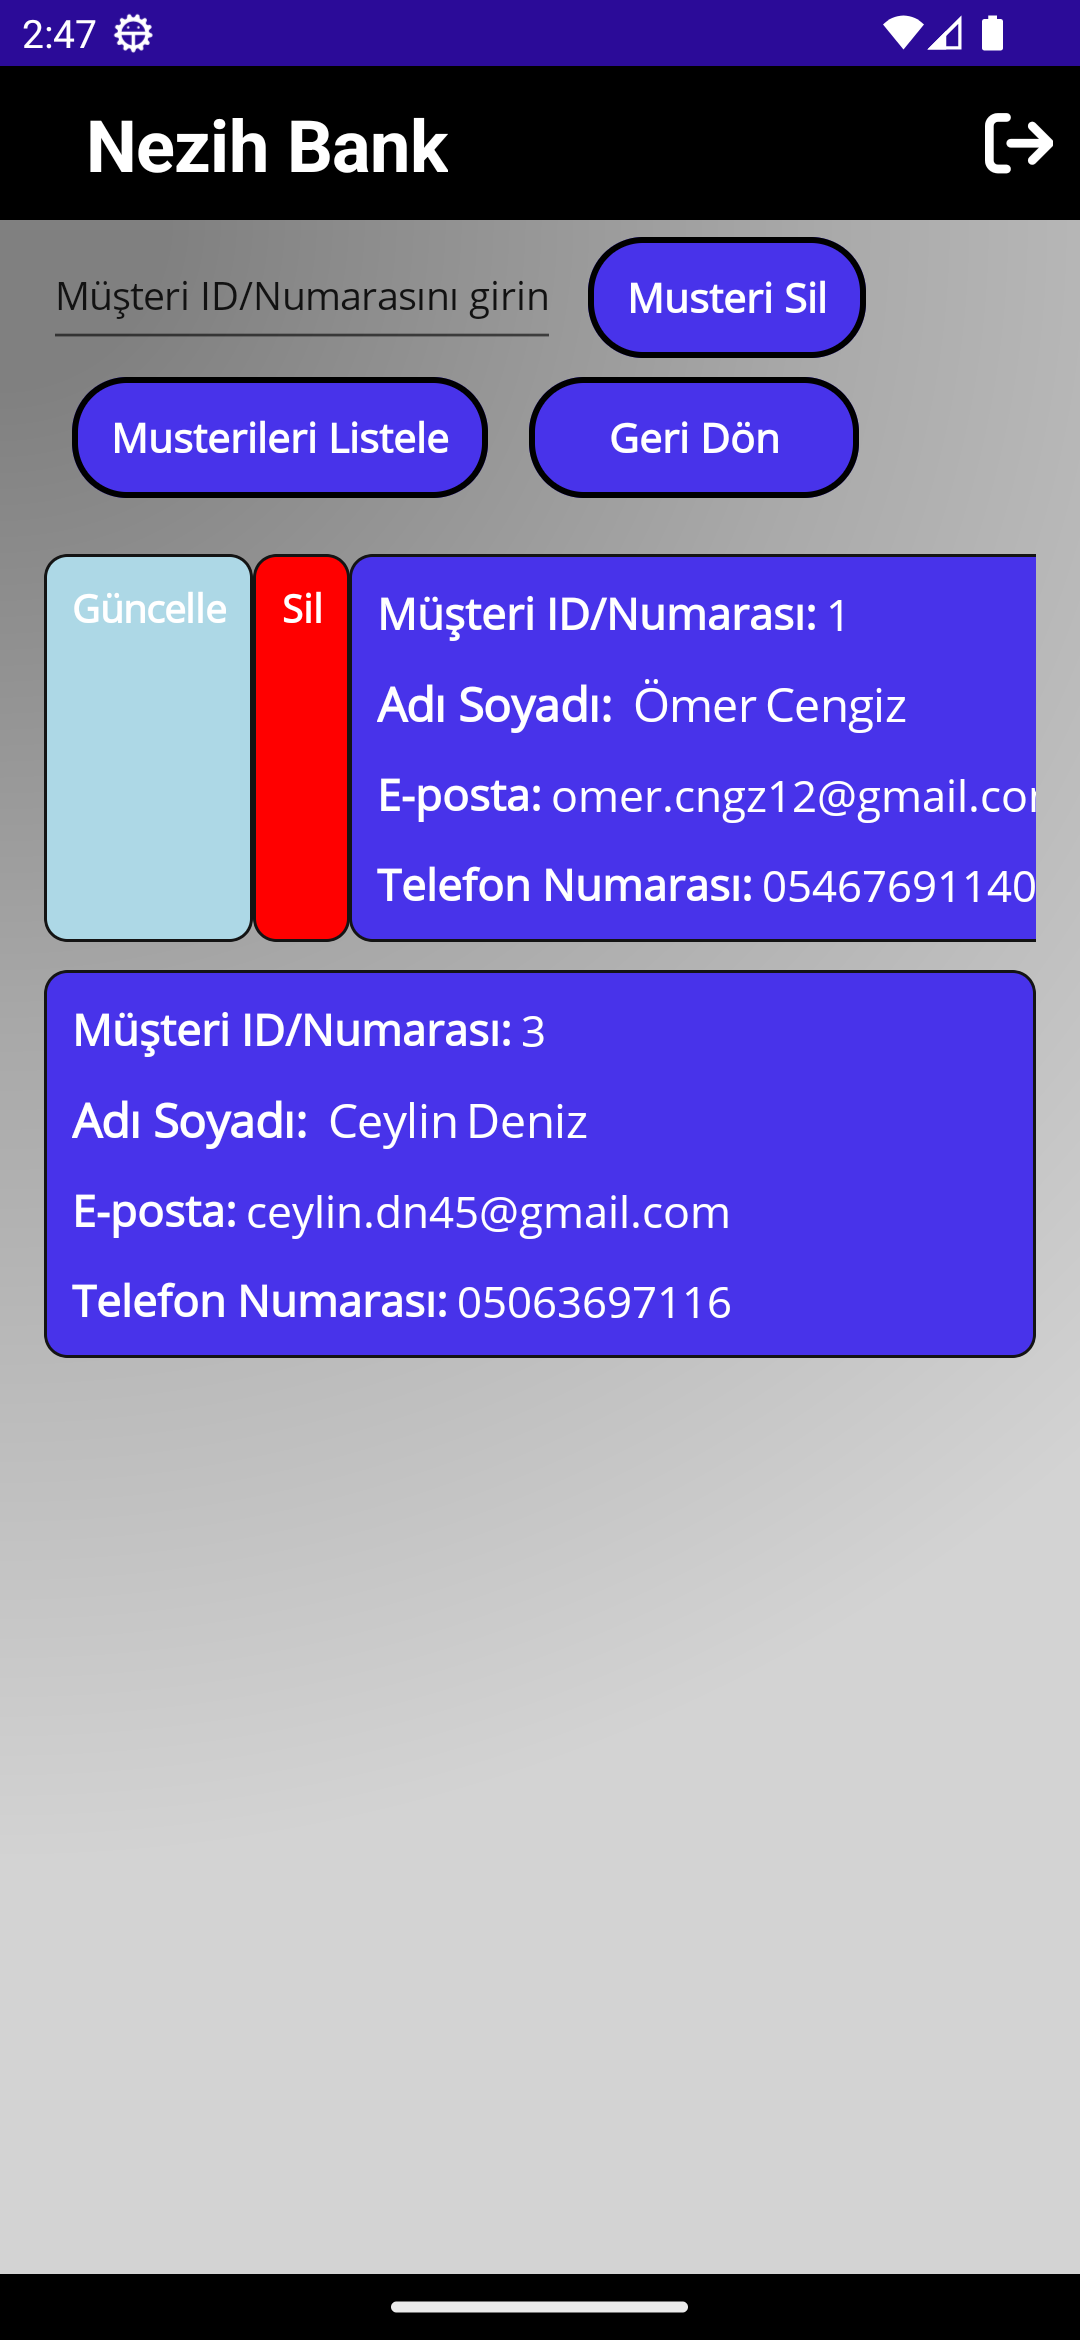 2:47
Nezih Bank
Müşteri ID/Numarasını girin
Musteri Sil
Musterileri Listele
Geri Dön
Güncelle
Sil
Müşteri ID/Numarası: 1
Adı Soyadı: Ömer Cengiz
E-posta: omer.cngz12@gmail.com
Telefon Numarası: 05467691140
Müşteri ID/Numarası: 3
Adı Soyadı: Ceylin Deniz
E-posta: ceylin.dn45@gmail.com
Telefon Numarası: 05063697116